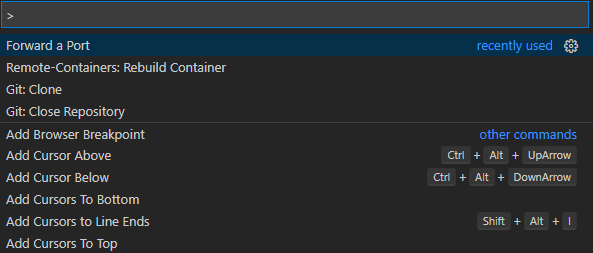 >
Forward a Port recently used
Remote-Containers: Rebuild Container
Git: Clone
Git: Close Repository
Add Browser Breakpoint other commands
Add Cursor Above Ctrl + Alt + UpArrow
Add Cursor Below Ctrl + Alt + DownArrow
Add Cursors To Bottom
Add Cursors to Line Ends Shift + Alt + I
Add Cursors To Top